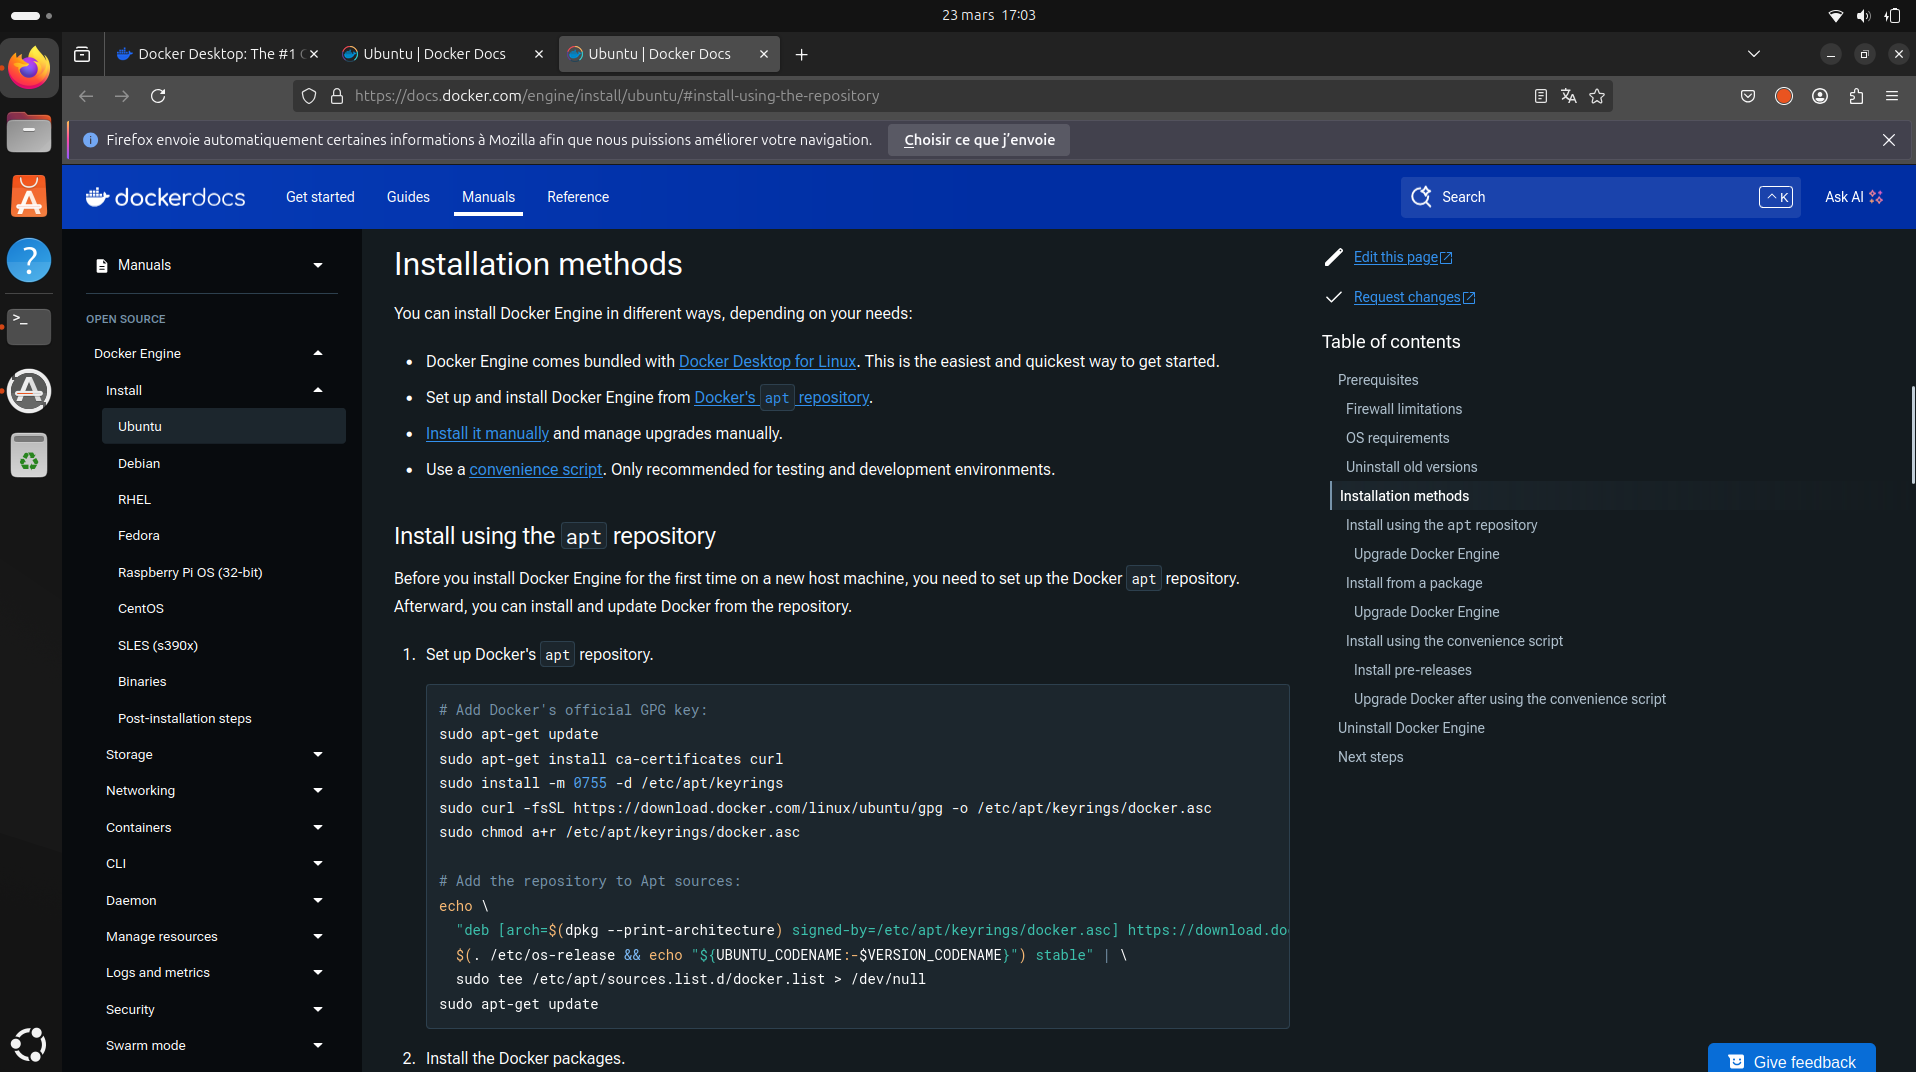 23 mars 17:03
Docker Desktop: The #1 C
Ubuntu | Docker Docs
Ubuntu | Docker Docs
https://docs.docker.com/engine/install/ubuntu/#install-using-the-repository
Firefox envoie automatiquement certaines informations à Mozilla afin que nous puissions améliorer votre navigation.
Choisir ce que j'envoie
dockerdocs
Get started
Guides
Manuals
Reference
Search
^ K
Ask AI
Manuals
OPEN SOURCE
Docker Engine
Install
Ubuntu
Debian
RHEL
Fedora
Raspberry Pi OS (32-bit)
CentOS
SLES (s390x)
Binaries
Post-installation steps
Storage
Networking
Containers
CLI
Daemon
Manage resources
Logs and metrics
Security
Swarm mode
Installation methods
You can install Docker Engine in different ways, depending on your needs:
• Docker Engine comes bundled with Docker Desktop for Linux. This is the easiest and quickest way to get started.
• Set up and install Docker Engine from Docker's apt repository.
• Install it manually and manage upgrades manually.
• Use a convenience script. Only recommended for testing and development environments.
Install using the apt repository
Before you install Docker Engine for the first time on a new host machine, you need to set up the Docker apt repository.
Afterward, you can install and update Docker from the repository.
1. Set up Docker's apt repository.
# Add Docker's official GPG key:
sudo apt-get update
sudo apt-get install ca-certificates curl
sudo install -m 0755 -d /etc/apt/keyrings
sudo curl -fsSL https://download.docker.com/linux/ubuntu/gpg -o /etc/apt/keyrings/docker.asc
sudo chmod a+r /etc/apt/keyrings/docker.asc
# Add the repository to Apt sources:
echo \
"deb [arch=$(dpkg --print-architecture) signed-by=/etc/apt/keyrings/docker.asc] https://download.do
$(. /etc/os-release && echo "${UBUNTU_CODENAME:-$VERSION_CODENAME}") stable" | \
sudo tee /etc/apt/sources.list.d/docker.list > /dev/null
sudo apt-get update
2. Install the Docker packages.
Edit this page
Request changes
Table of contents
Prerequisites
Firewall limitations
OS requirements
Uninstall old versions
Installation methods
Install using the apt repository
Upgrade Docker Engine
Install from a package
Upgrade Docker Engine
Install using the convenience script
Install pre-releases
Upgrade Docker after using the convenience script
Uninstall Docker Engine
Next steps
Give feedback